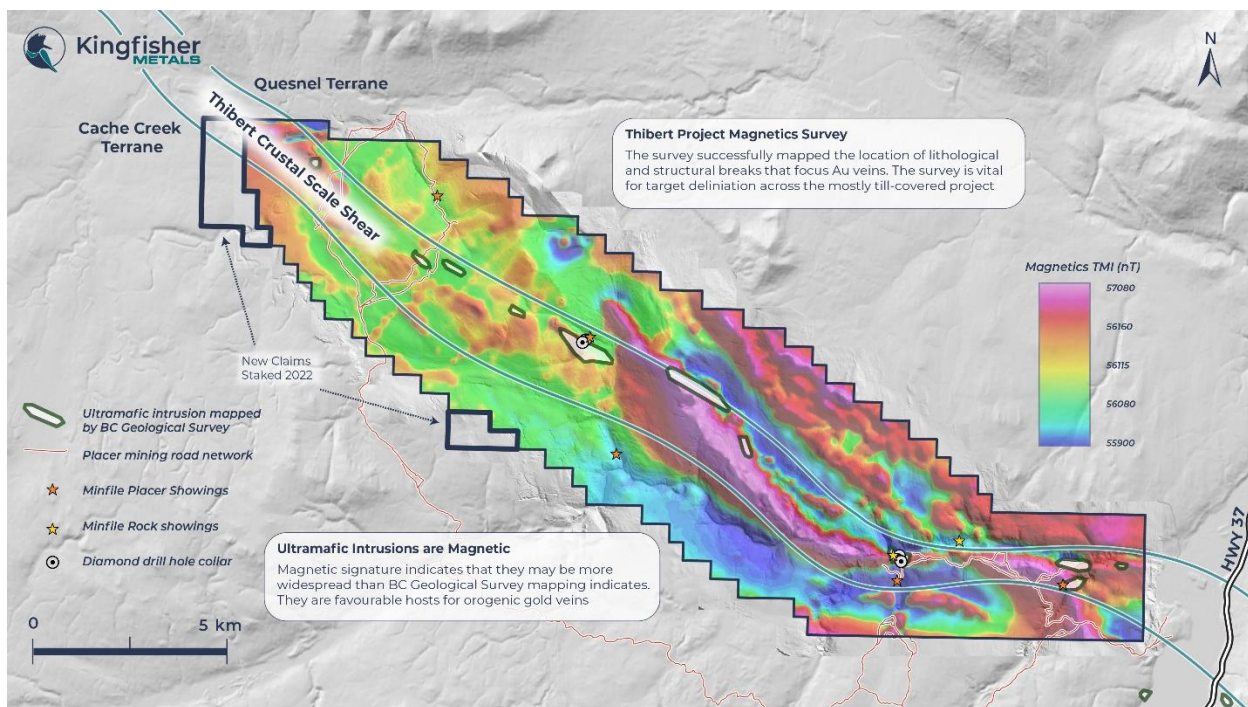 Kingfisher
METALS
N
Quesnel Terrane
Cache Creek
Terrane
Thibert Crustal Scale Shear
Thibert Project Magnetics Survey
The survey successfully mapped the location of lithological
and structural breaks that focus Au veins. The survey is vital
for target deliniation across the mostly till-covered project
Magnetics TMI (nT)
57080
56160
56115
56080
55900
New Claims
Staked 2022
Ultramafic intrusion mapped
by BC Geological Survey
Placer mining road network
Minfile Placer Showings
Minfile Rock showings
Diamond drill hole collar
Ultramafic Intrusions are Magnetic
Magnetic signature indicates that they may be more
widespread than BC Geological Survey mapping indicates.
They are favourable hosts for orogenic gold veins
HWY 37
0 5 km